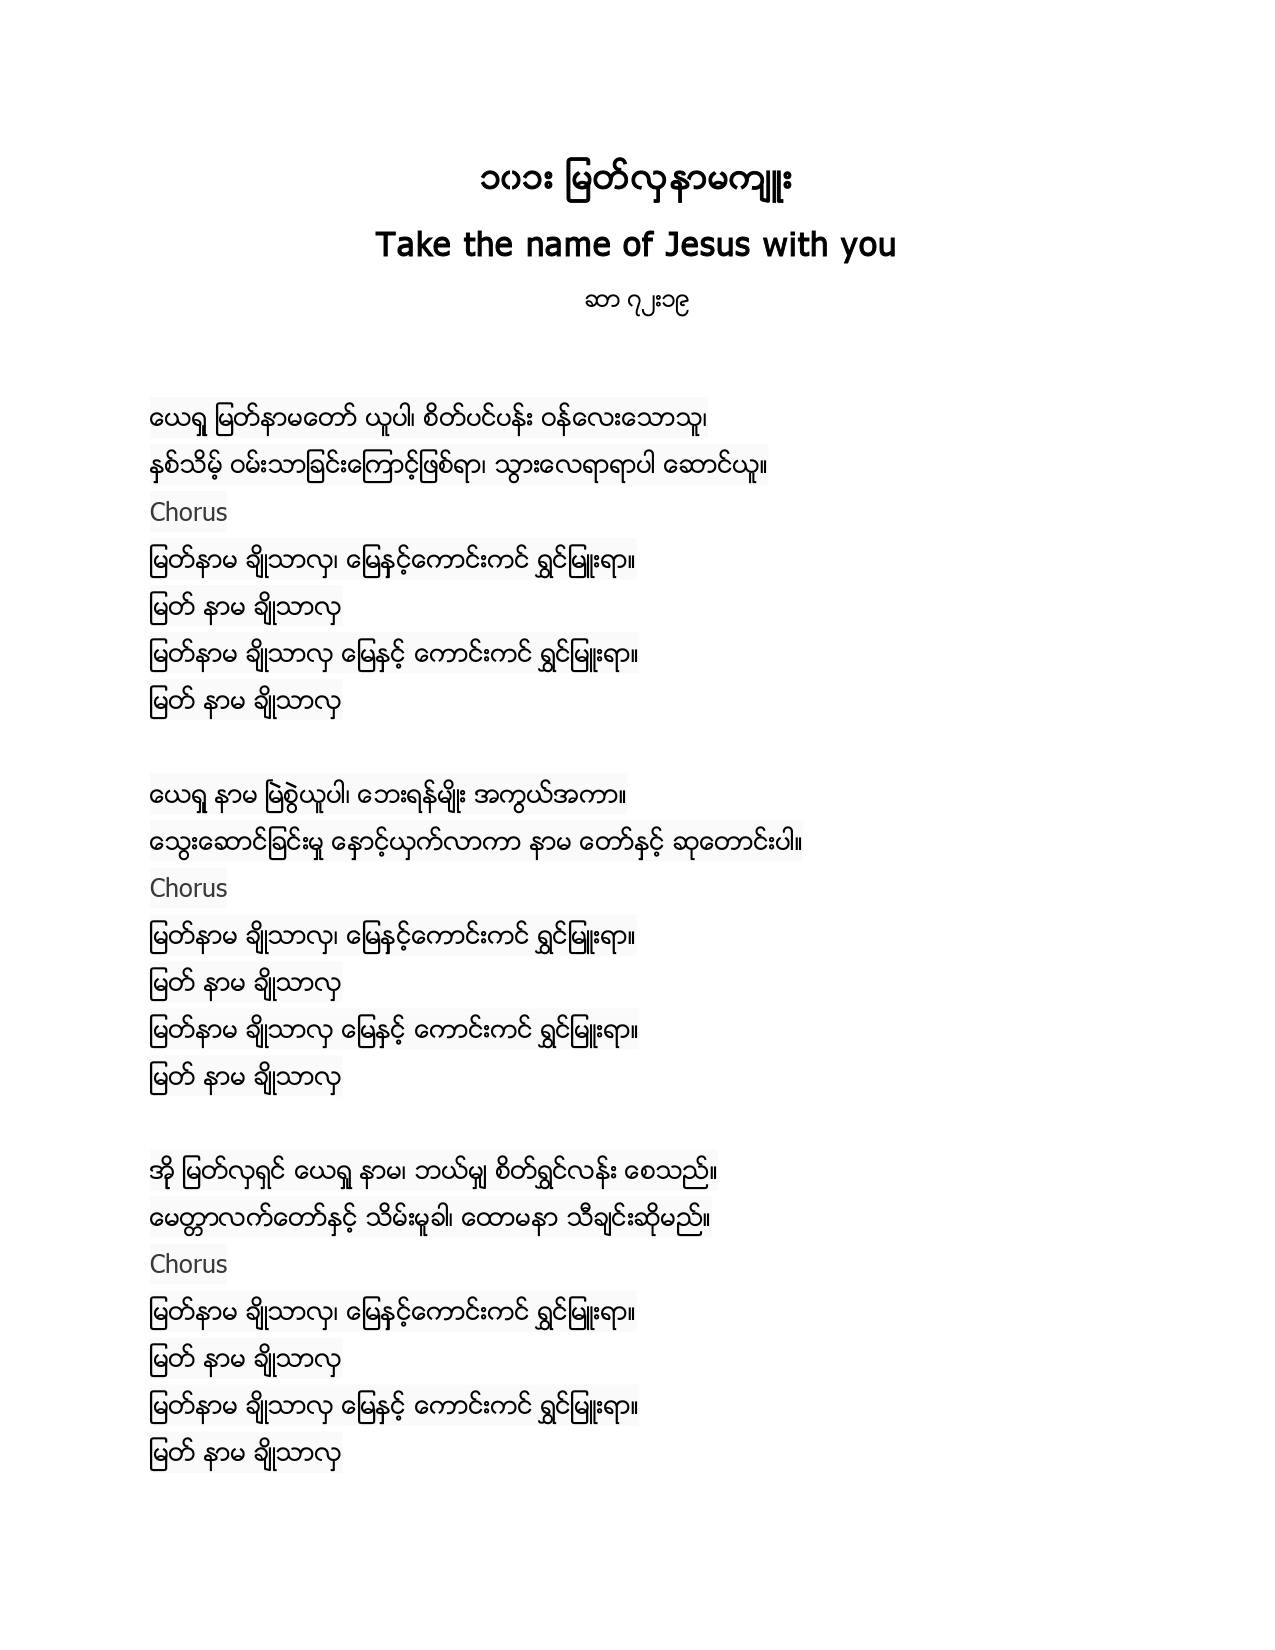 ၁၀၁း မြတ်လှနာမကျူး
Take the name of Jesus with you
ဆာ ၇၂း၁၉
ယေရှု မြတ်နာမတော် ယူပါ၊ စိတ်ပင်ပန်း ဝန်လေးသောသူ၊
နှစ်သိမ့် ဝမ်းသာခြင်းကြောင့်ဖြစ်ရာ၊ သွားလေရာရာပါ ဆောင်ယူ။
Chorus
မြတ်နာမ ချိုသာလှ၊ မြေနှင့်ကောင်းကင် ရွှင်မြူးရာ။
မြတ် နာမ ချိုသာလှ
မြတ်နာမ ချိုသာလှ မြေနှင့် ကောင်းကင် ရွှင်မြူးရာ။
မြတ် နာမ ချိုသာလှ
ယေရှု နာမ မြဲစွဲယူပါ၊ ဘေးရန်မျိုး အကွယ်အကာ။
သွေးဆောင်ခြင်းမှု နှောင့်ယှက်လာကာ နာမ တော်နှင့် ဆုတောင်းပါ။
Chorus
မြတ်နာမ ချိုသာလှ၊ မြေနှင့်ကောင်းကင် ရွှင်မြူးရာ။
မြတ် နာမ ချိုသာလှ
မြတ်နာမ ချိုသာလှ မြေနှင့် ကောင်းကင် ရွှင်မြူးရာ။
မြတ် နာမ ချိုသာလှ
အို မြတ်လှရှင် ယေရှု နာမ၊ ဘယ်မျှ စိတ်ရွှင်လန်း စေသည်။
မေတ္တာလက်တော်နှင့် သိမ်းမူခါ၊ ထောမနာ သီချင်းဆိုမည်။
Chorus
မြတ်နာမ ချိုသာလှ၊ မြေနှင့်ကောင်းကင် ရွှင်မြူးရာ။
မြတ် နာမ ချိုသာလှ
မြတ်နာမ ချိုသာလှ မြေနှင့် ကောင်းကင် ရွှင်မြူးရာ။
မြတ် နာမ ချိုသာလှ